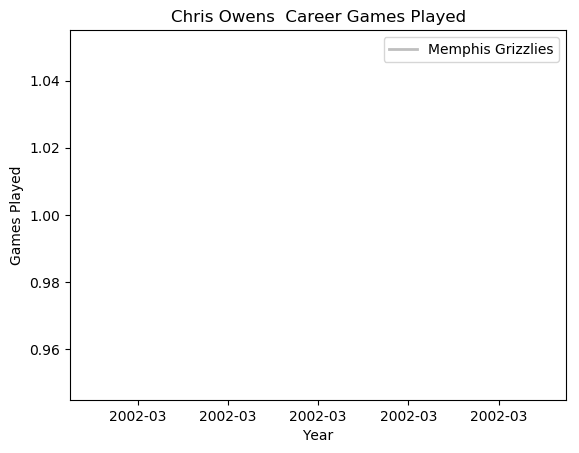 Chris Owens  Career Games Played
Memphis Grizzlies
1.04
1.02
1.00
0.98
0.96
Games Played
2002-03 2002-03 2002-03 2002-03 2002-03
Year